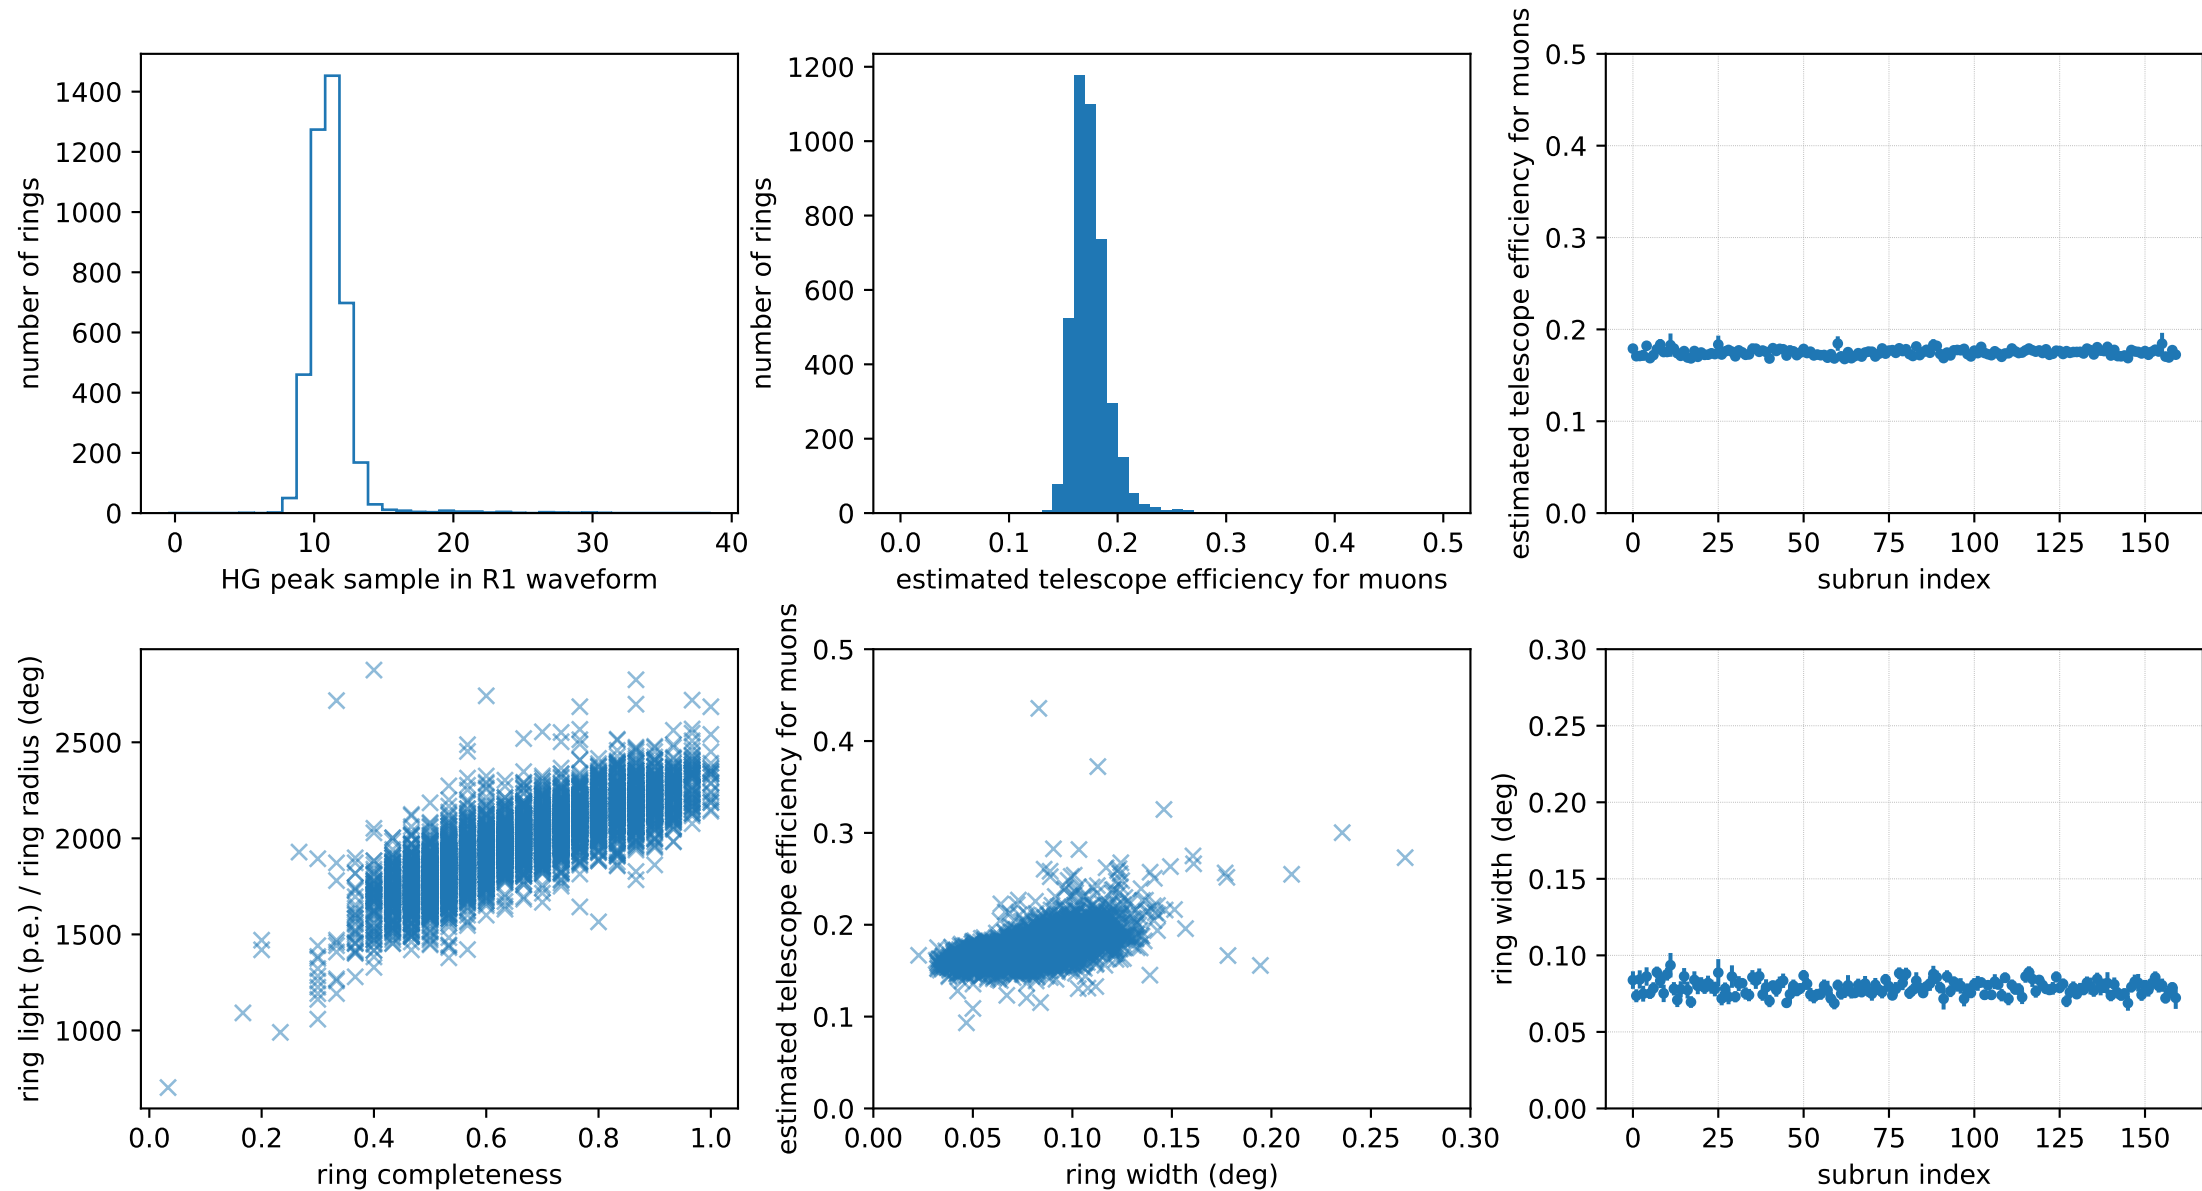 number of rings
1400
1200
1000
800
600
400
200
0
0 10 20 30 40
HG peak sample in R1 waveform
number of rings
1200
1000
800
600
400
200
0
0.0 0.1 0.2 0.3 0.4 0.5
estimated telescope efficiency for muons
estimated telescope efficiency for muons
0.5
0.4
0.3
0.2
0.1
0.0
0 25 50 75 100 125 150
subrun index
ring light (p.e.) / ring radius (deg)
2500
2000
1500
1000
0.0 0.2 0.4 0.6 0.8 1.0
ring completeness
estimated telescope efficiency for muons
0.5
0.4
0.3
0.2
0.1
0.0
0.00 0.05 0.10 0.15 0.20 0.25 0.30
ring width (deg)
ring width (deg)
0.30
0.25
0.20
0.15
0.10
0.05
0.00
0 25 50 75 100 125 150
subrun index